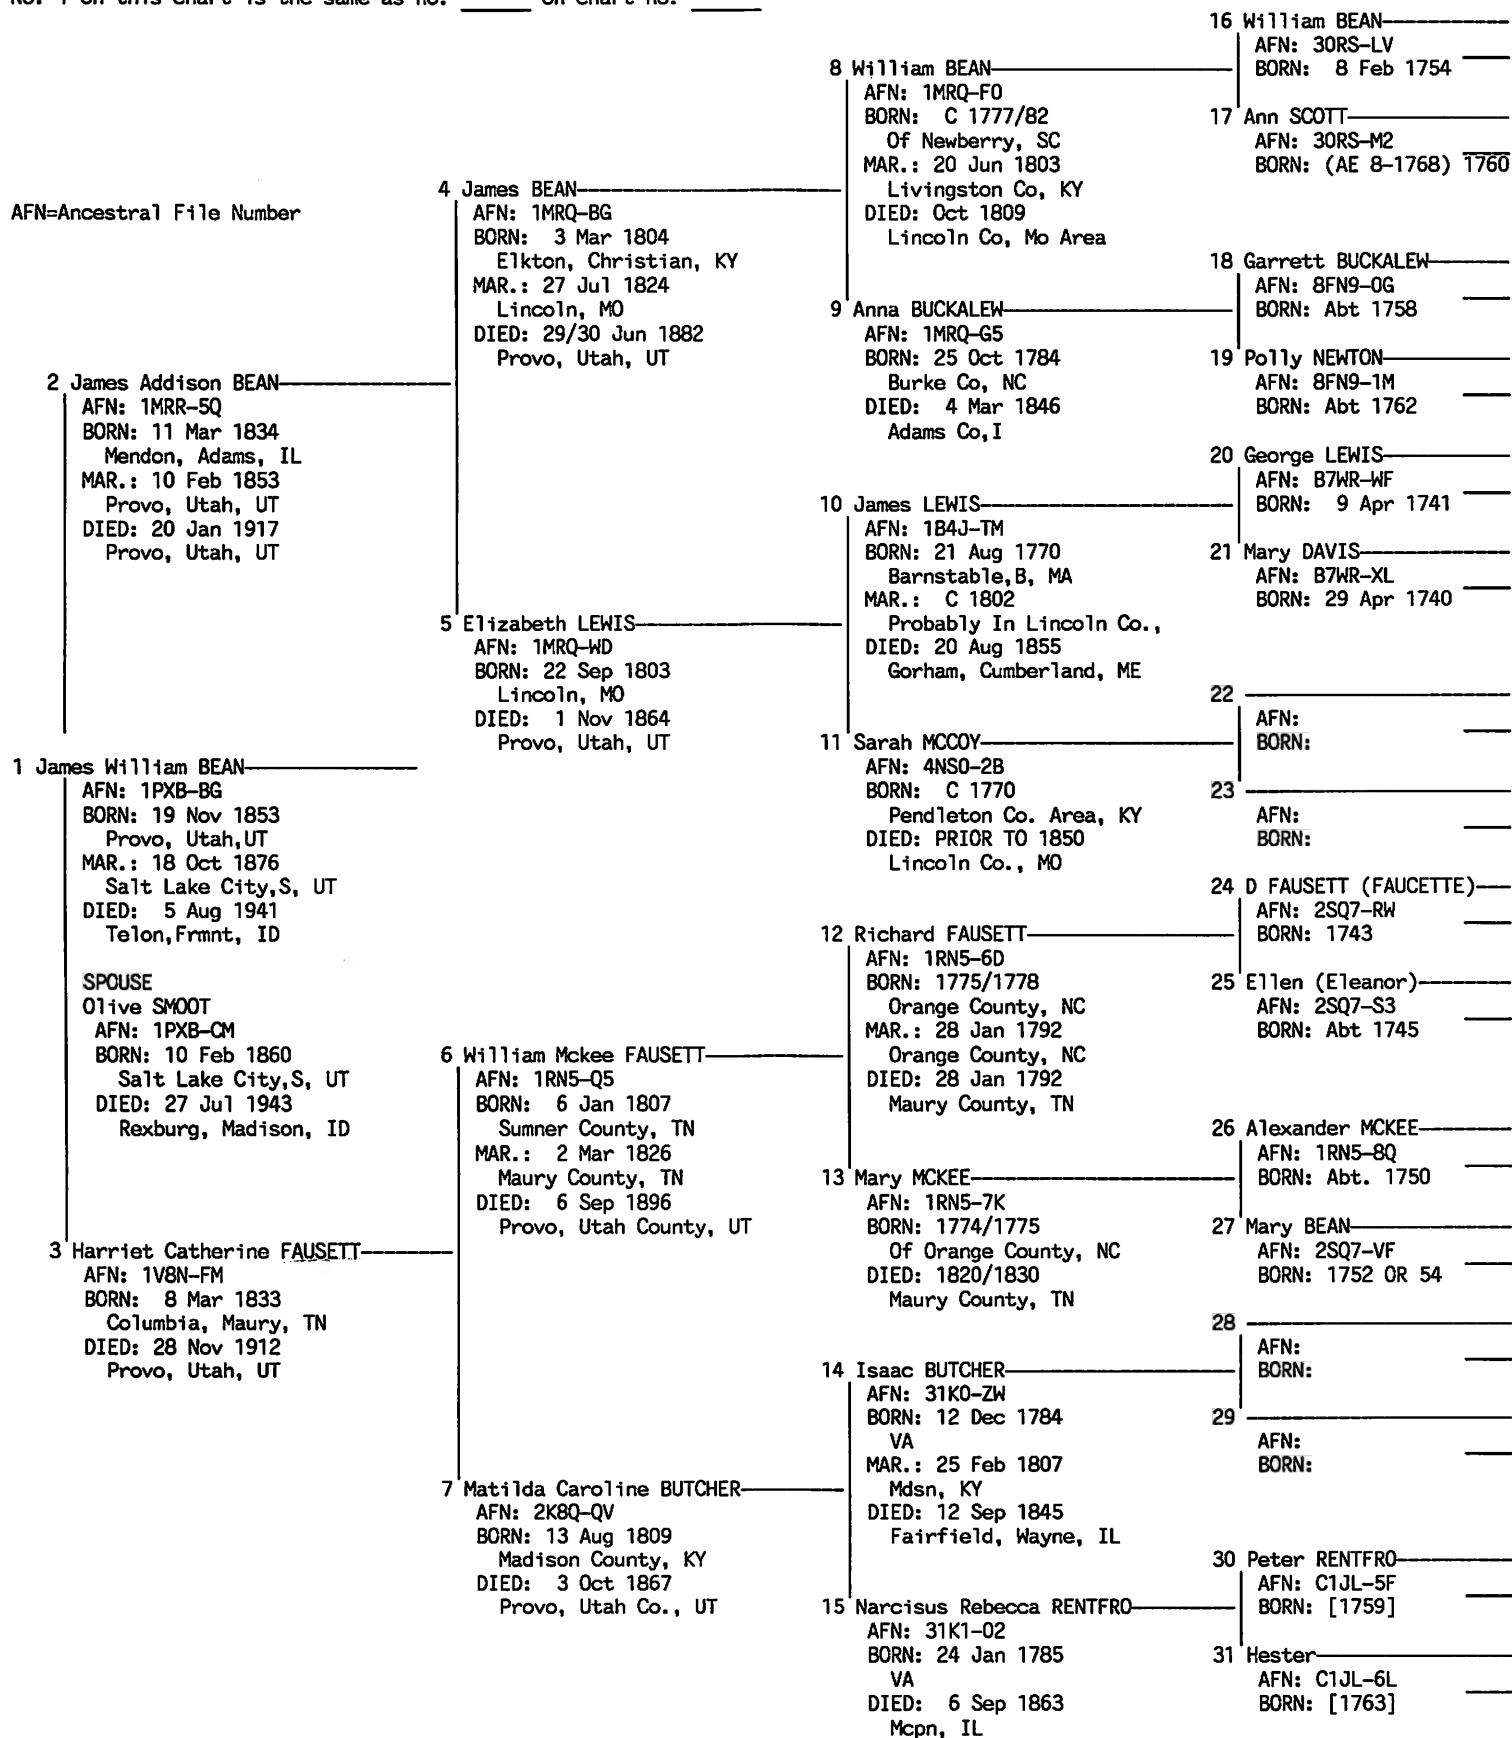 No. 1 on this chart is the same as no. ______ on chart no. ______
AFN=Ancestral File Number
1 James William BEAN
AFN: 1PXB-BG
BORN: 19 Nov 1853
Provo, Utah,UT
MAR.: 18 Oct 1876
Salt Lake City,S, UT
DIED: 5 Aug 1941
Telon,Frmnt, ID
SPOUSE
Olive SMOOT
AFN: 1PXB-CM
BORN: 10 Feb 1860
Salt Lake City,S, UT
DIED: 27 Jul 1943
Rexburg, Madison, ID
2 James Addison BEAN
AFN: 1MRR-5Q
BORN: 11 Mar 1834
Mendon, Adams, IL
MAR.: 10 Feb 1853
Provo, Utah, UT
DIED: 20 Jan 1917
Provo, Utah, UT
3 Harriet Catherine FAUSETT
AFN: 1V8N-FM
BORN: 8 Mar 1833
Columbia, Maury, TN
DIED: 28 Nov 1912
Provo, Utah, UT
4 James BEAN
AFN: 1MRQ-BG
BORN: 3 Mar 1804
Elkton, Christian, KY
MAR.: 27 Jul 1824
Lincoln, MO
DIED: 29/30 Jun 1882
Provo, Utah, UT
5 Elizabeth LEWIS
AFN: 1MRQ-WD
BORN: 22 Sep 1803
Lincoln, MO
DIED: 1 Nov 1864
Provo, Utah, UT
6 William Mckee FAUSETT
AFN: 1RN5-Q5
BORN: 6 Jan 1807
Sumner County, TN
MAR.: 2 Mar 1826
Maury County, TN
DIED: 6 Sep 1896
Provo, Utah County, UT
7 Matilda Caroline BUTCHER
AFN: 2K8Q-QV
BORN: 13 Aug 1809
Madison County, KY
DIED: 3 Oct 1867
Provo, Utah Co., UT
8 William BEAN
AFN: 1MRQ-F0
BORN: C 1777/82
Of Newberry, SC
MAR.: 20 Jun 1803
Livingston Co, KY
DIED: Oct 1809
Lincoln Co, Mo Area
9 Anna BUCKALEW
AFN: 1MRQ-G5
BORN: 25 Oct 1784
Burke Co, NC
DIED: 4 Mar 1846
Adams Co,I
10 James LEWIS
AFN: 1B4J-TM
BORN: 21 Aug 1770
Barnstable,B, MA
MAR.: C 1802
Probably In Lincoln Co.,
DIED: 20 Aug 1855
Gorham, Cumberland, ME
11 Sarah MCCOY
AFN: 4NS0-2B
BORN: C 1770
Pendleton Co. Area, KY
DIED: PRIOR TO 1850
Lincoln Co., MO
12 Richard FAUSETT
AFN: 1RN5-6D
BORN: 1775/1778
Orange County, NC
MAR.: 28 Jan 1792
Orange County, NC
DIED: 28 Jan 1792
Maury County, TN
13 Mary MCKEE
AFN: 1RN5-7K
BORN: 1774/1775
Of Orange County, NC
DIED: 1820/1830
Maury County, TN
14 Isaac BUTCHER
AFN: 31K0-ZW
BORN: 12 Dec 1784
VA
MAR.: 25 Feb 1807
Mdsn, KY
DIED: 12 Sep 1845
Fairfield, Wayne, IL
15 Narcisus Rebecca RENTFRO
AFN: 31K1-02
BORN: 24 Jan 1785
VA
DIED: 6 Sep 1863
Mcpn, IL
16 William BEAN
AFN: 30RS-LV
BORN: 8 Feb 1754
17 Ann SCOTT
AFN: 30RS-M2
BORN: (AE 8-1768) 1760
18 Garrett BUCKALEW
AFN: 8FN9-0G
BORN: Abt 1758
19 Polly NEWTON
AFN: 8FN9-1M
BORN: Abt 1762
20 George LEWIS
AFN: B7WR-WF
BORN: 9 Apr 1741
21 Mary DAVIS
AFN: B7WR-XL
BORN: 29 Apr 1740
22
AFN:
BORN:
23
AFN:
BORN:
24 D FAUSETT (FAUCETTE)
AFN: 2SQ7-RW
BORN: 1743
25 Ellen (Eleanor)
AFN: 2SQ7-S3
BORN: Abt 1745
26 Alexander MCKEE
AFN: 1RN5-8Q
BORN: Abt. 1750
27 Mary BEAN
AFN: 2SQ7-VF
BORN: 1752 OR 54
28
AFN:
BORN:
29
AFN:
BORN:
30 Peter RENTFRO
AFN: C1JL-5F
BORN: [1759]
31 Hester
AFN: C1JL-6L
BORN: [1763]